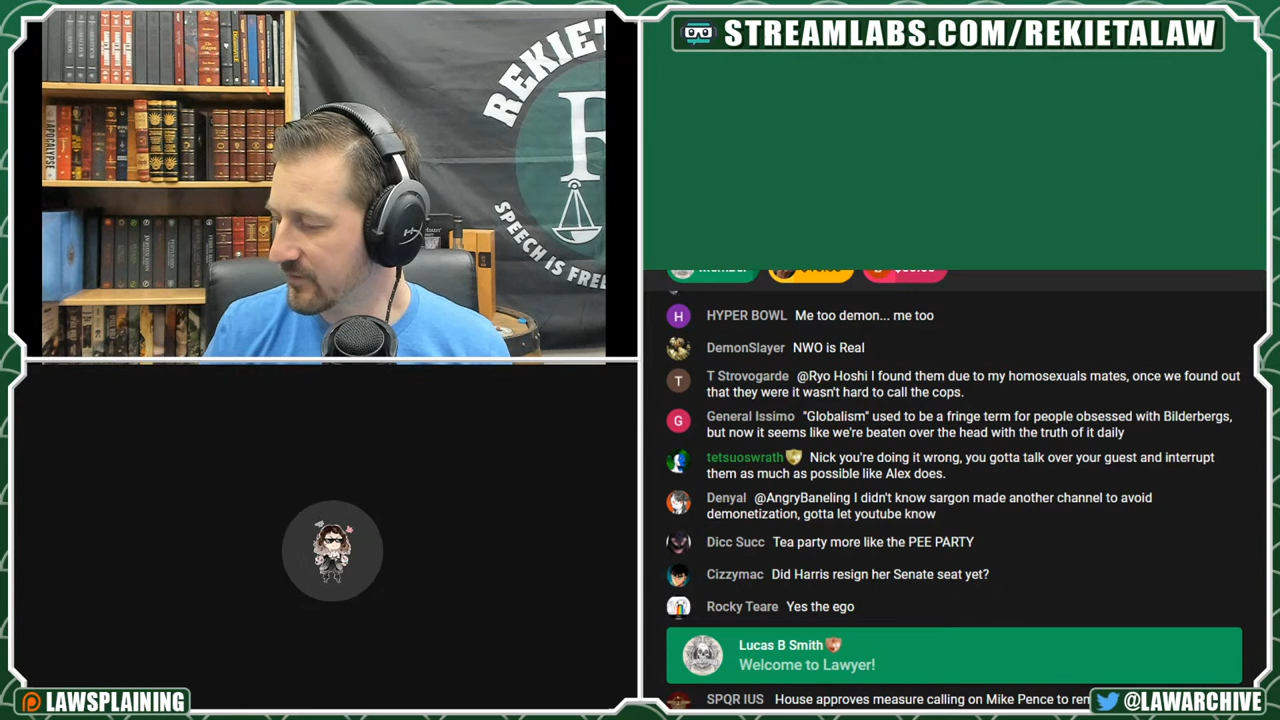 STREAMLABS.COM/REKIETALAW
REKIET
R
SPEECH IS FREE
APOCALYPSE
HYPER BOWL Me too demon... me too
DemonSlayer NWO is Real
T Strovogarde @Ryo Hoshi I found them due to my homosexuals mates, once we found out
that they were it wasn't hard to call the cops.
General Issimo "Globalism" used to be a fringe term for people obsessed with Bilderbergs,
but now it seems like we're beaten over the head with the truth of it daily
tetsuoswrath Nick you're doing it wrong, you gotta talk over your guest and interrupt
them as much as possible like Alex does.
Denyal @AngryBaneling I didn't know sargon made another channel to avoid
demonetization, gotta let youtube know
Dicc Succ Tea party more like the PEE PARTY
Cizzymac Did Harris resign her Senate seat yet?
Rocky Teare Yes the ego
Lucas B Smith
Welcome to Lawyer!
SPQR IUS House approves measure calling on Mike Pence to
LAWSPLAINING
@LAWARCHIVE